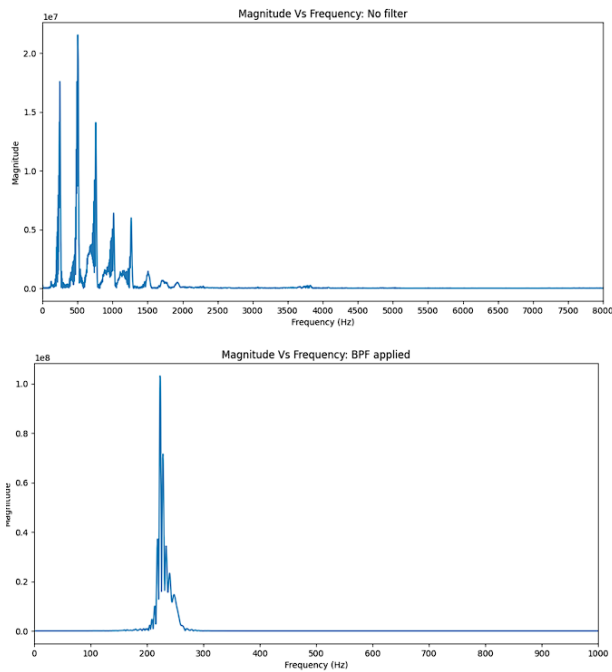 Magnitude Vs Frequency: No filter
1e7
2.0
1.5
1.0
0.5
0.0
Magnitude
0 500 1000 1500 2000 2500 3000 3500 4000 4500 5000 5500 6000 6500 7000 7500 8000
Frequency (Hz)
Magnitude Vs Frequency: BPF applied
1e8
1.0
0.8
0.6
0.4
0.2
0.0
Magnitude
0 100 200 300 400 500 600 700 800 900 1000
Frequency (Hz)